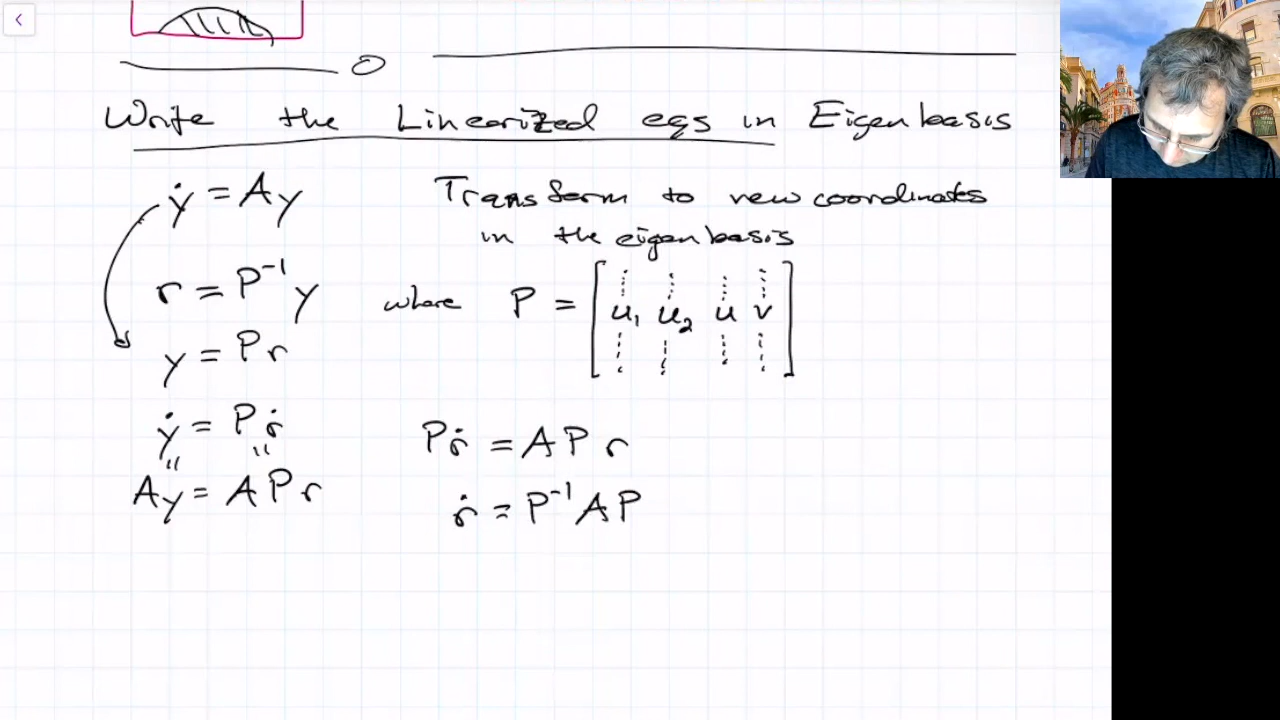 Write the Linearized eqs in Eigenbasis
ẏ = Ay
Transform to new coordinates
in the eigenbasis
r = P⁻¹ y where P = [u₁ u₂ u v]
y = Pr
ẏ = Pṙ
Pṙ = APr
Ay = APr
ṙ = P⁻¹AP